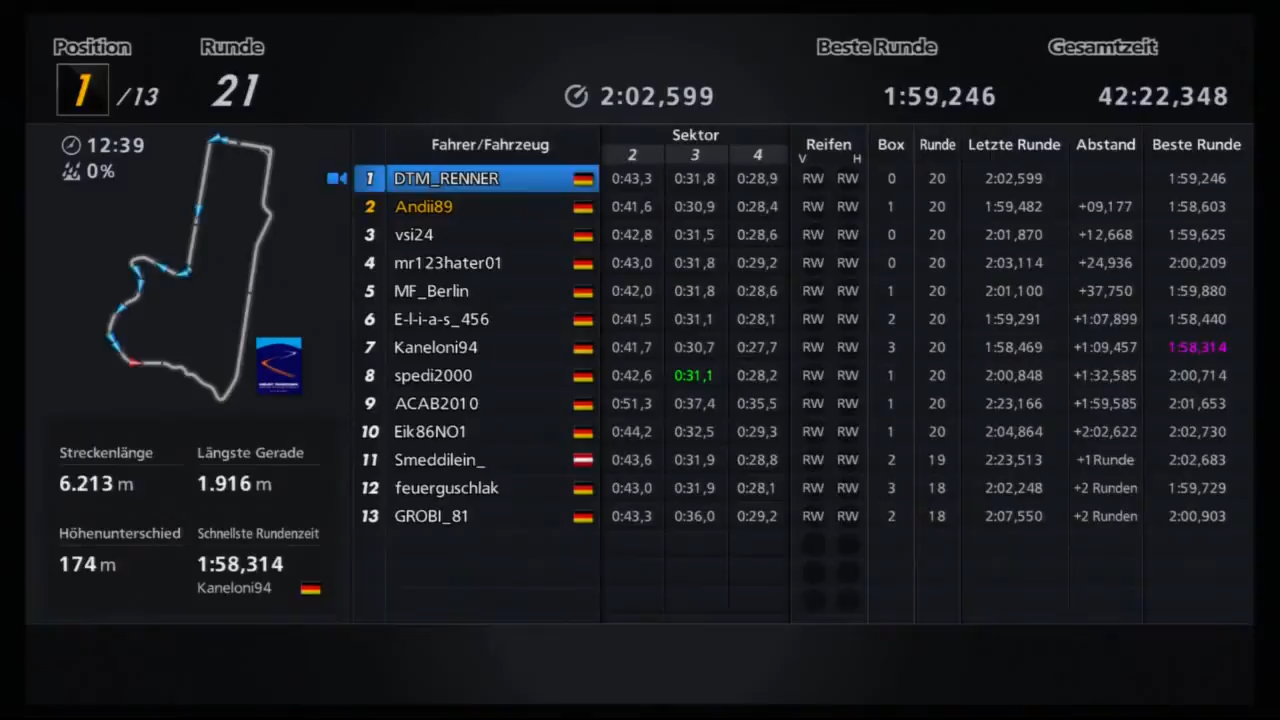 Position Runde Beste Runde Gesamtzeit
1 /13 21 2:02,599 1:59,246 42:22,348
12:39
0%
Fahrer/Fahrzeug Sektor Reifen Box Runde Letzte Runde Abstand Beste Runde
2 3 4 V H
1 DTM_RENNER 0:43,3 0:31,8 0:28,9 RW RW 0 20 2:02,599 1:59,246
2 Andii89 0:41,6 0:30,9 0:28,4 RW RW 1 20 1:59,482 +09,177 1:58,603
3 vsi24 0:42,8 0:31,5 0:28,6 RW RW 0 20 2:01,870 +12,668 1:59,625
4 mr123hater01 0:43,0 0:31,8 0:29,2 RW RW 0 20 2:03,114 +24,936 2:00,209
5 MF_Berlin 0:42,0 0:31,8 0:28,6 RW RW 1 20 2:01,100 +37,750 1:59,880
6 E-l-i-a-s_456 0:41,5 0:31,1 0:28,1 RW RW 2 20 1:59,291 +1:07,899 1:58,440
7 Kaneloni94 0:41,7 0:30,7 0:27,7 RW RW 3 20 1:58,469 +1:09,457 1:58,314
8 spedi2000 0:42,6 0:31,1 0:28,2 RW RW 1 20 2:00,848 +1:32,585 2:00,714
9 ACAB2010 0:51,3 0:37,4 0:35,5 RW RW 1 20 2:23,166 +1:59,585 2:01,653
10 Eik86NO1 0:44,2 0:32,5 0:29,3 RW RW 1 20 2:04,864 +2:02,622 2:02,730
11 Smeddilein_ 0:43,6 0:31,9 0:28,8 RW RW 2 19 2:23,513 +1 Runde 2:02,683
12 feuerguschlak 0:43,0 0:31,9 0:28,1 RW RW 3 18 2:02,248 +2 Runden 1:59,729
13 GROBI_81 0:43,3 0:36,0 0:29,2 RW RW 2 18 2:07,550 +2 Runden 2:00,903
Streckenlänge Längste Gerade
6.213 m 1.916 m
Höhenunterschied Schnellste Rundenzeit
174 m 1:58,314
Kaneloni94